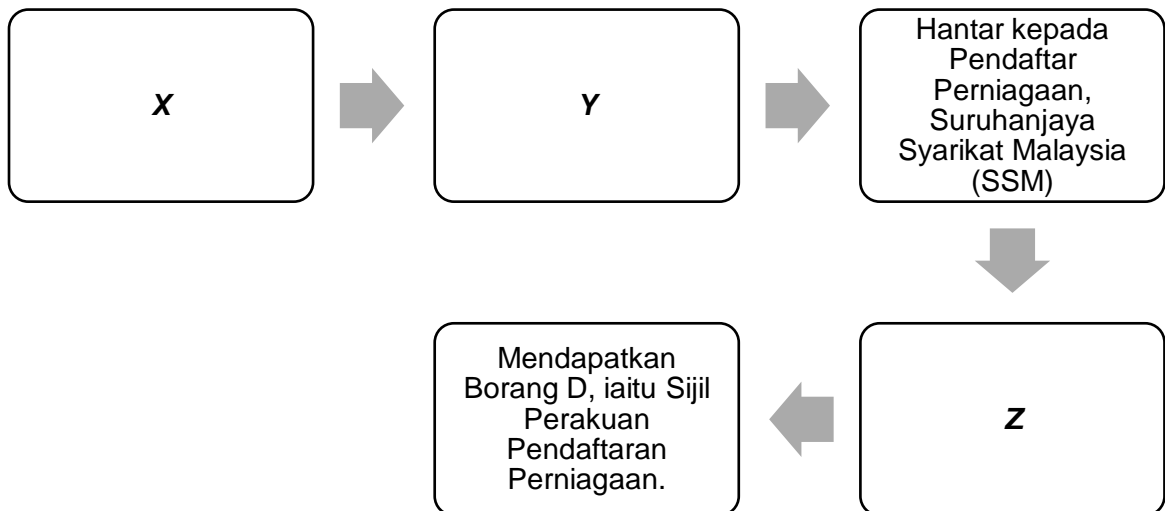 X
Y
Hantar kepada
Pendaftar
Perniagaan,
Suruhanjaya
Syarikat Malaysia
(SSM)
Z
Mendapatkan
Borang D, iaitu Sijil
Perakuan
Pendaftaran
Perniagaan.